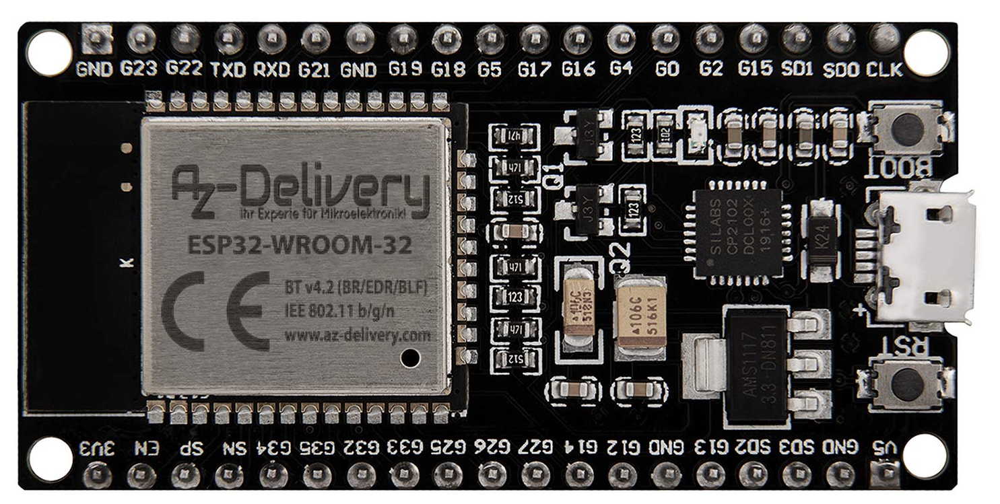 GND G23 G22 TXD RXD G21 GND G19 G18 G5 G17 G16 G4 G0 G2 G15 SD1 SD0 CLK
471
471
512
471
123
471
512
Q1
J3Y
123
102
J3Y
123
Q2
BOOT
Az-Delivery
Ihr Experte für Mikroelektronik!
ESP32-WROOM-32
CE
BT v4.2 (BR/EDR/BLF)
IEE 802.11 b/g/n
www.az-delivery.com
K
SILABS
CP2102
DCL00X
1916+
K24
106C
518N3
106C
516K1
+
AMS1117
3.3 DN811
RST
3V3 EN SP SN G34 G35 G32 G33 G25 G26 G27 G14 G12 GND G13 SD2 SD3 GND V5